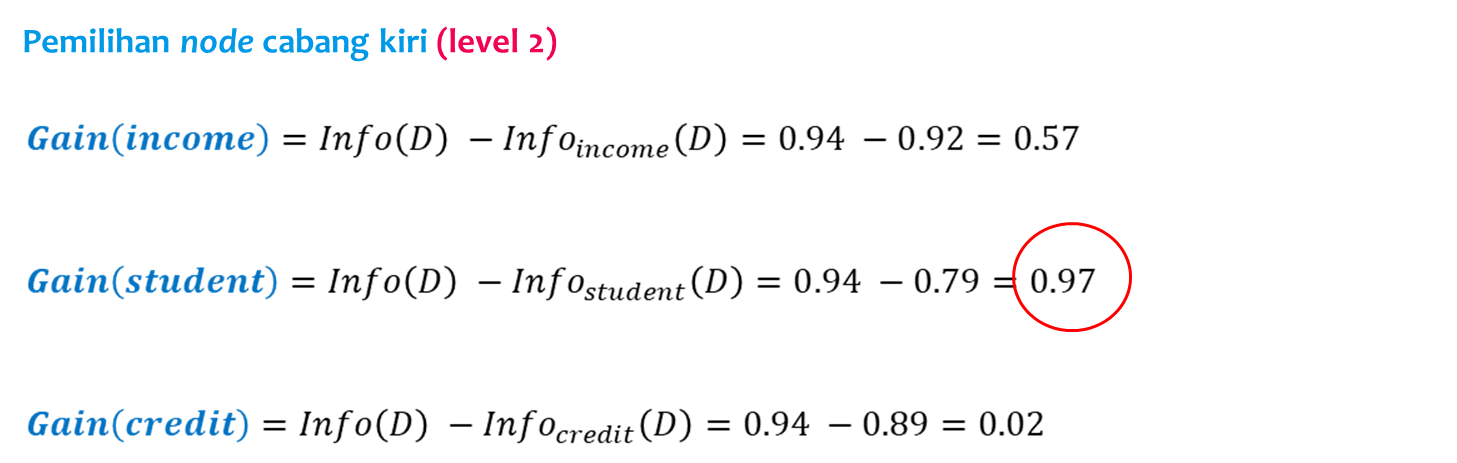 Pemilihan node cabang kiri (level 2)
Gain(income) = Info(D) − Info_income(D) = 0.94 − 0.92 = 0.57
Gain(student) = Info(D) − Info_student(D) = 0.94 − 0.79 = 0.97
Gain(credit) = Info(D) − Info_credit(D) = 0.94 − 0.89 = 0.02